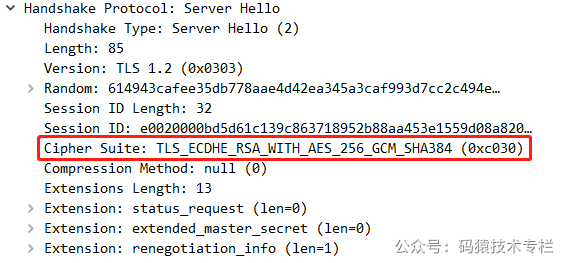 Handshake Protocol: Server Hello
Handshake Type: Server Hello (2)
Length: 85
Version: TLS 1.2 (0x0303)
Random: 614943cafee35db778aae4d42ea345a3caf993d7cc2c494e…
Session ID Length: 32
Session ID: e0020000bd5d61c139c863718952b88aa453e1559d08a820…
Cipher Suite: TLS_ECDHE_RSA_WITH_AES_256_GCM_SHA384 (0xc030)
Compression Method: null (0)
Extensions Length: 13
Extension: status_request (len=0)
Extension: extended_master_secret (len=0)
Extension: renegotiation_info (len=1)
公众号：码猿技术专栏